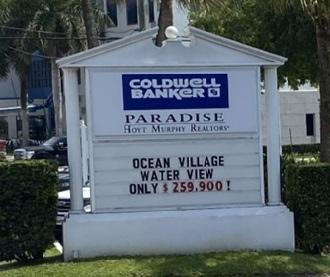 COLDWELL
BANKER
PARADISE
HOYT MURPHY REALTORS®
OCEAN VILLAGE
WATER VIEW
ONLY $259,900!